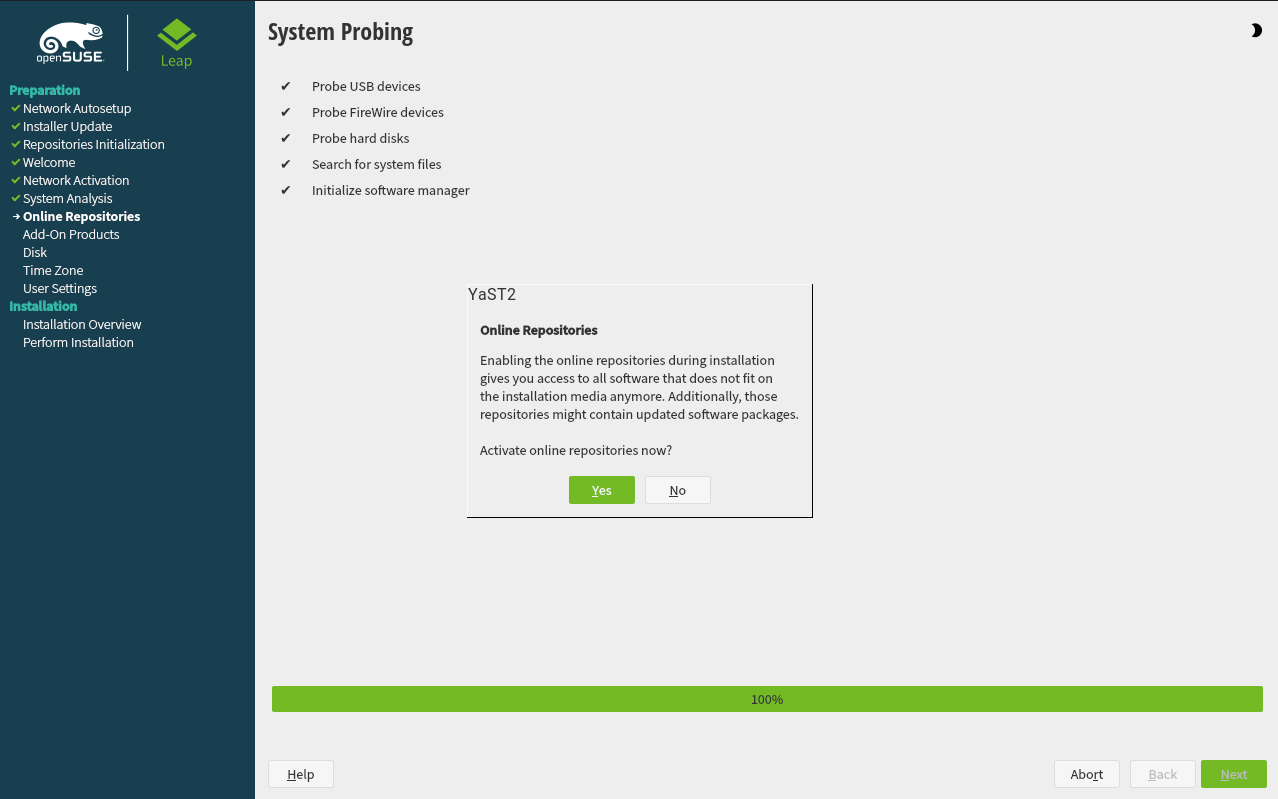 openSUSE
Leap
Preparation
Network Autosetup
Installer Update
Repositories Initialization
Welcome
Network Activation
System Analysis
Online Repositories
Add-On Products
Disk
Time Zone
User Settings
Installation
Installation Overview
Perform Installation
System Probing
Probe USB devices
Probe FireWire devices
Probe hard disks
Search for system files
Initialize software manager
YaST2
Online Repositories
Enabling the online repositories during installation
gives you access to all software that does not fit on
the installation media anymore. Additionally, those
repositories might contain updated software packages.
Activate online repositories now?
Yes No
100%
Help Abort Back Next